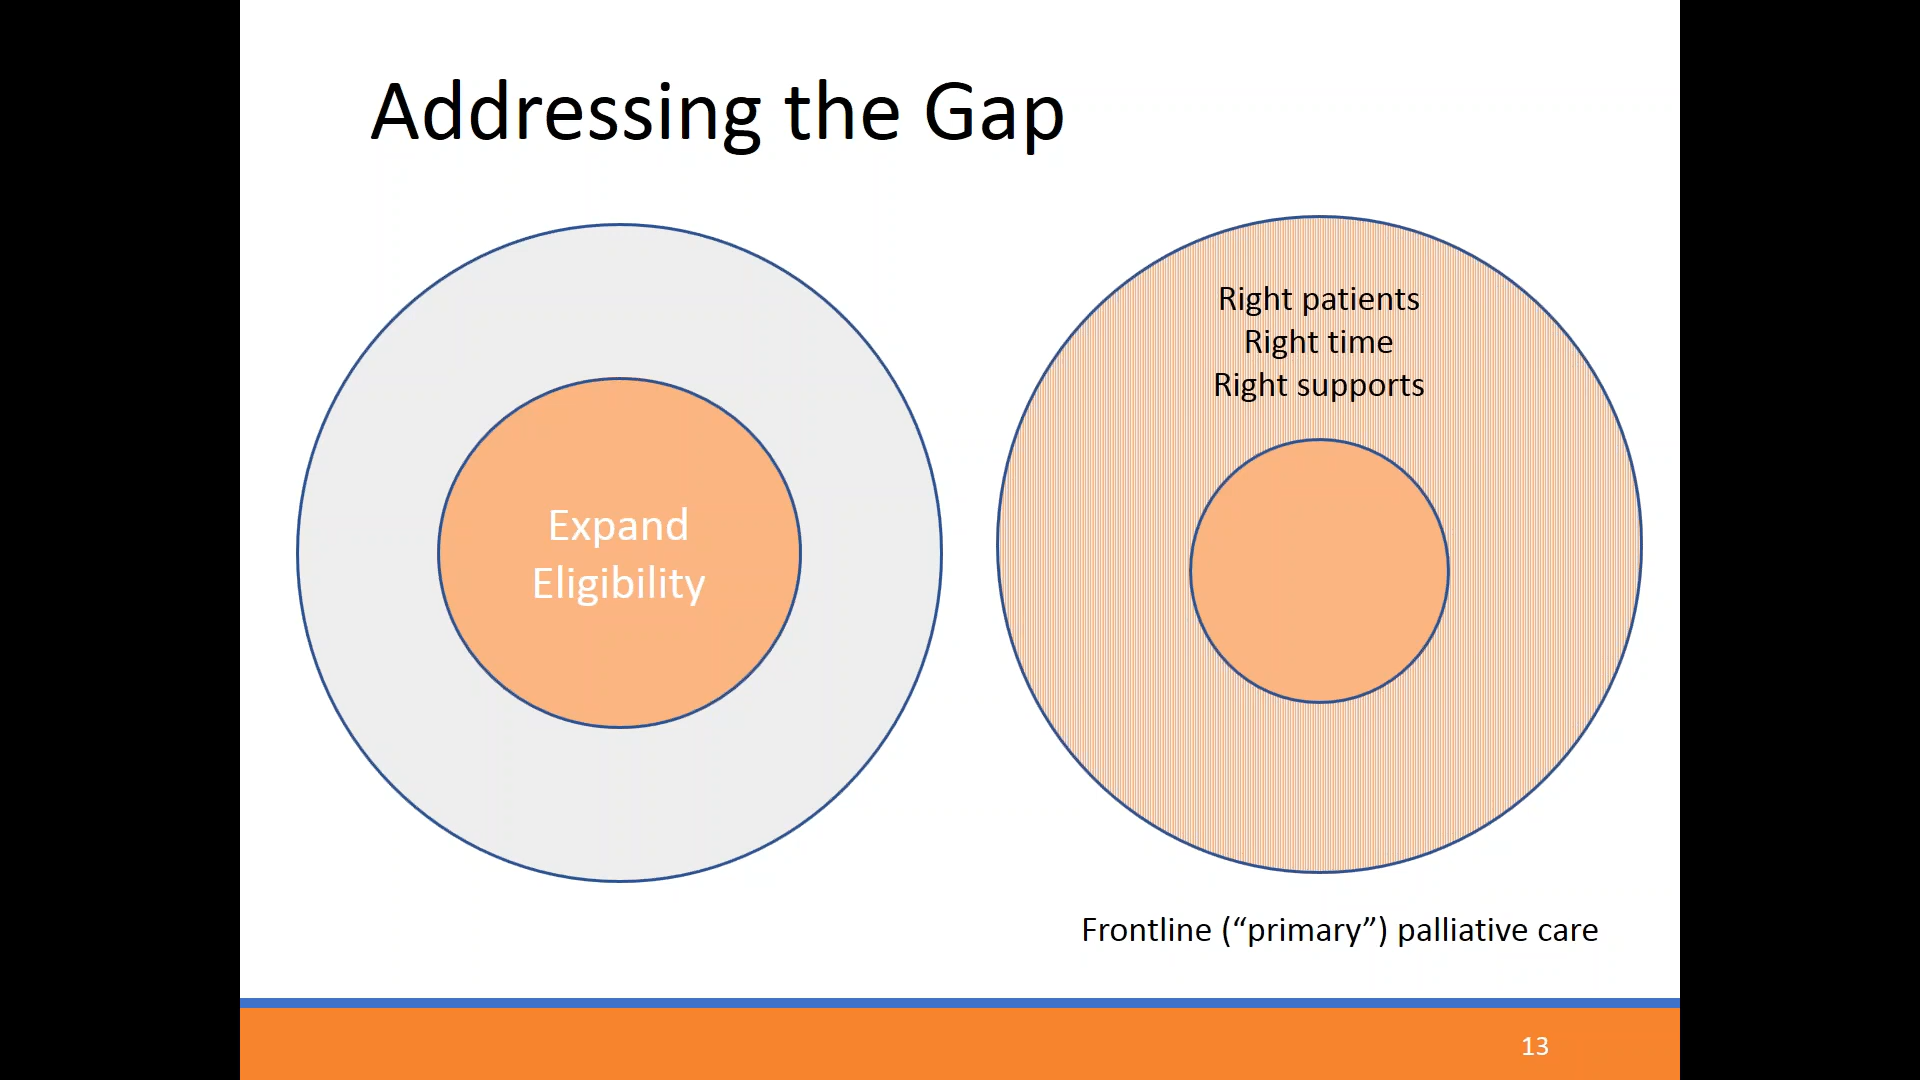 Addressing the Gap
Expand
Eligibility
Right patients
Right time
Right supports
Frontline (“primary”) palliative care
13